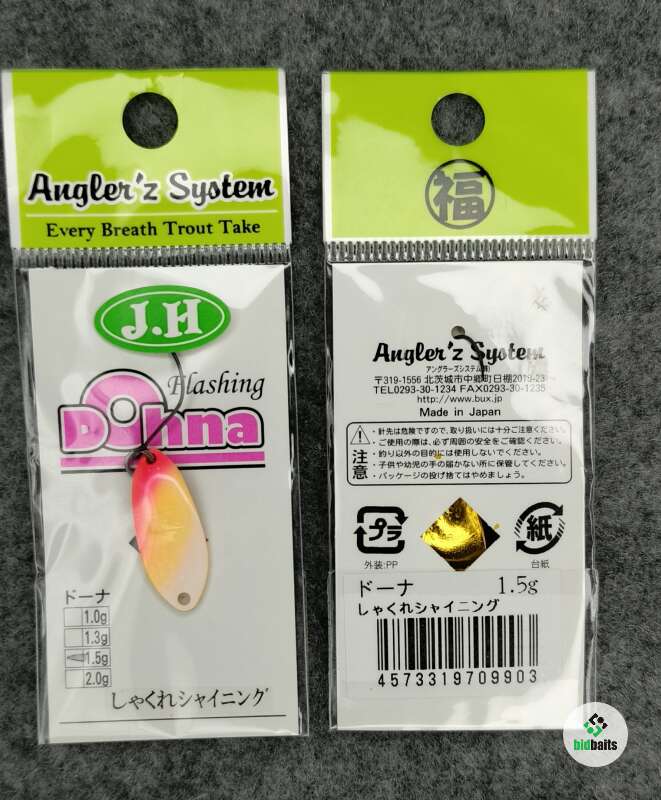 Angler'z System
Every Breath Trout Take
J.H
Flashing
Dohna
ドーナ
1.0g
1.3g
1.5g
2.0g
しゃくれシャイニング
福
Angler'z System
アングラーズシステム(株)
〒319-1556 北茨城市中郷町日棚2019-23
TEL0293-30-1234 FAX0293-30-1235
http://www.bux.jp
Made in Japan
注意
・針先は危険ですので、取り扱いには十分ご注意ください。
・ご使用の際は、必ず周囲の安全をご確認ください。
・釣り以外の目的には使用しないでください。
・子供や幼児の手の届かない所に保管してください。
・パッケージの投げ捨てはやめましょう。
プラ
外装:PP
紙
台紙
ドーナ 1.5g
しゃくれシャイニング
4573319709903
bidbaits